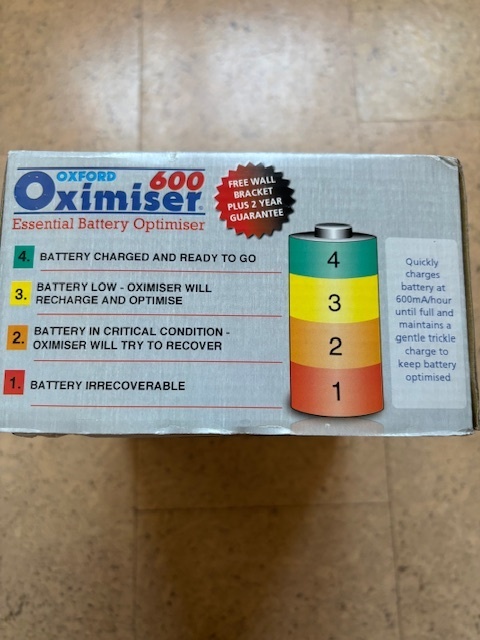 OXFORD 600
Oximiser
Essential Battery Optimiser
FREE WALL
BRACKET
PLUS 2 YEAR
GUARANTEE
4. BATTERY CHARGED AND READY TO GO
3. BATTERY LOW - OXIMISER WILL
RECHARGE AND OPTIMISE
2. BATTERY IN CRITICAL CONDITION -
OXIMISER WILL TRY TO RECOVER
1. BATTERY IRRECOVERABLE
4
3
2
1
Quickly
charges
battery at
600mA/hour
until full and
maintains a
gentle trickle
charge to
keep battery
optimised